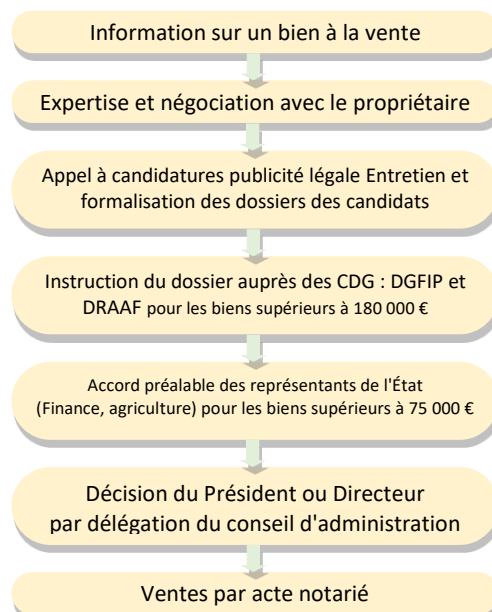 Information sur un bien à la vente
Expertise et négociation avec le propriétaire
Appel à candidatures publicité légale Entretien et
formalisation des dossiers des candidats
Instruction du dossier auprès des CDG : DGFIP et
DRAAF pour les biens supérieurs à 180 000 €
Accord préalable des représentants de l'État
(Finance, agriculture) pour les biens supérieurs à 75 000 €
Décision du Président ou Directeur
par délégation du conseil d'administration
Ventes par acte notarié